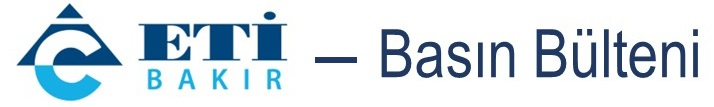 ETİ BAKIR — Basın Bülteni